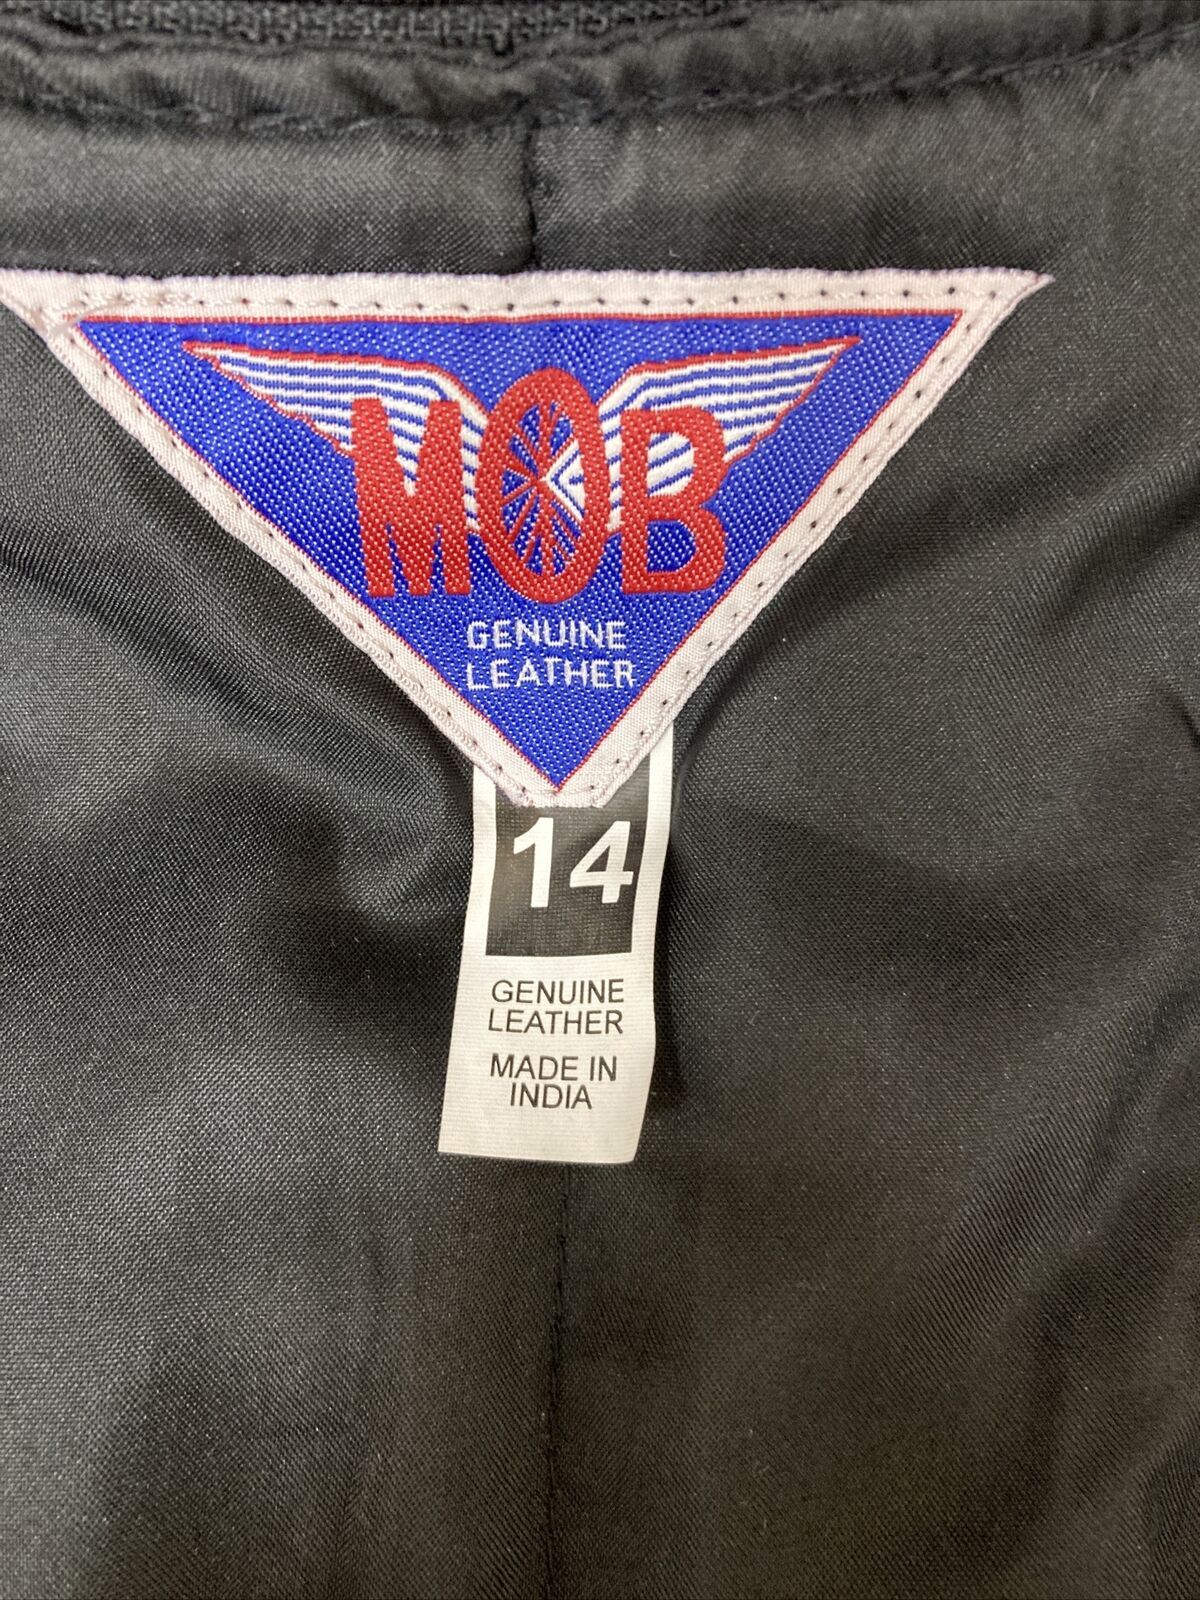 MOB
GENUINE
LEATHER
14
GENUINE
LEATHER
MADE IN
INDIA